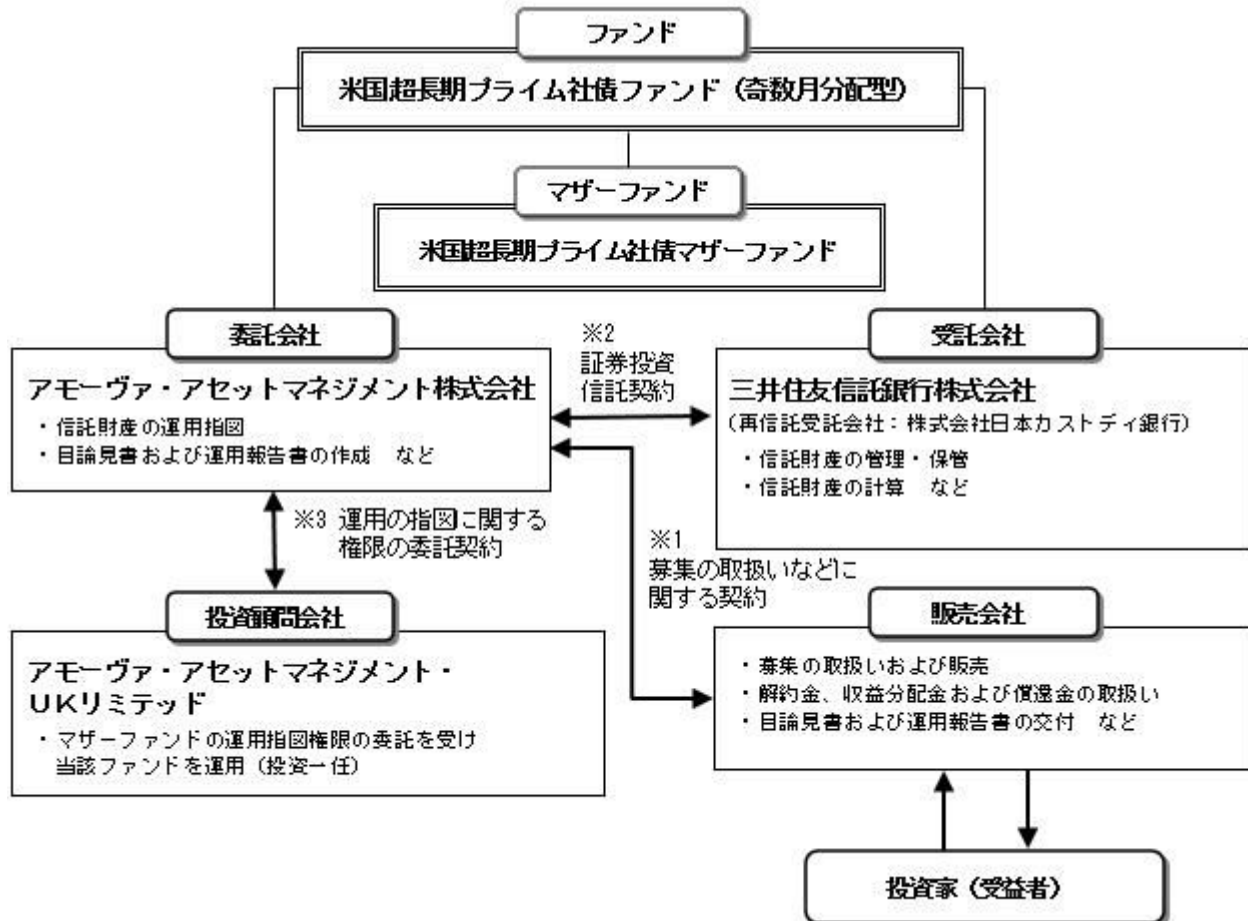 ファンド
米国超長期プライム社債ファンド（奇数月分配型）
マザーファンド
米国超長期プライム社債マザーファンド
委託会社
アモーヴァ・アセットマネジメント株式会社
・信託財産の運用指図
・目論見書および運用報告書の作成　など
※2
証券投資
信託契約
受託会社
三井住友信託銀行株式会社
（再信託受託会社：株式会社日本カストディ銀行）
・信託財産の管理・保管
・信託財産の計算　など
※3 運用の指図に関する
権限の委託契約
※1
募集の取扱いなどに
関する契約
投資顧問会社
アモーヴァ・アセットマネジメント・
ＵＫリミテッド
・マザーファンドの運用指図権限の委託を受け
当該ファンドを運用（投資一任）
販売会社
・募集の取扱いおよび販売
・解約金、収益分配金および償還金の取扱い
・目論見書および運用報告書の交付　など
投資家（受益者）